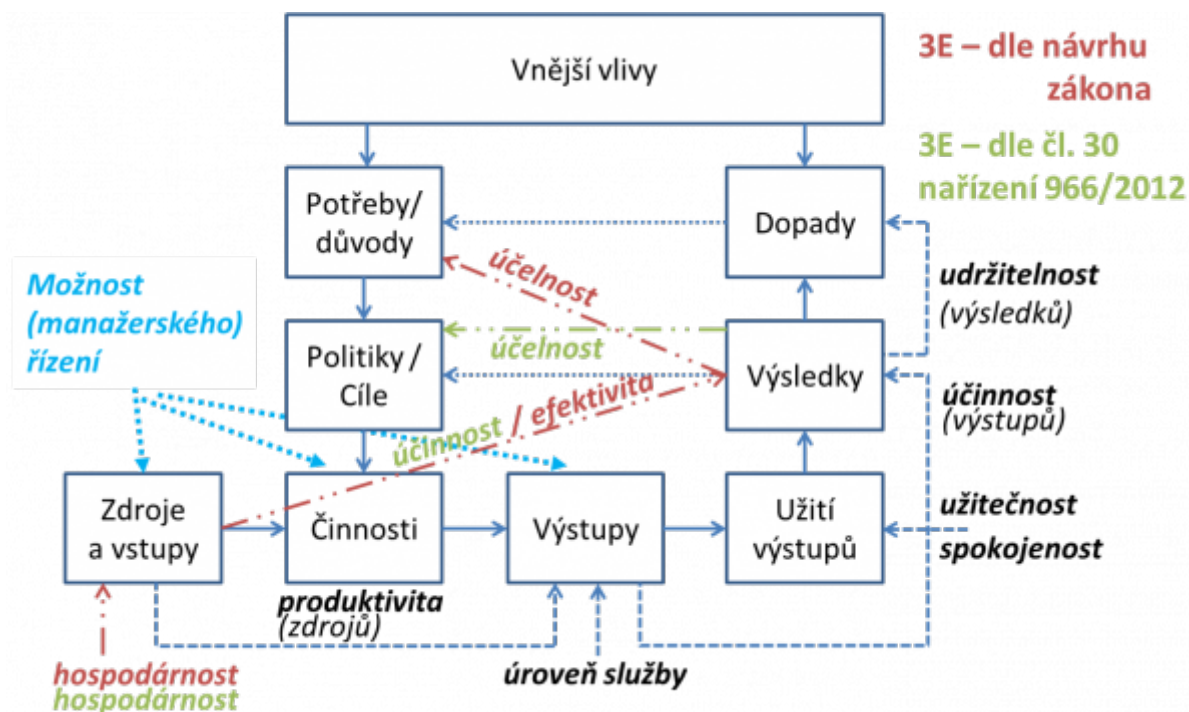 Vnější vlivy
3E – dle návrhu
zákona
3E – dle čl. 30
nařízení 966/2012
Potřeby/
důvody
Dopady
Možnost
(manažerského)
řízení
účelnost
udržitelnost
(výsledků)
Politiky /
Cíle
účelnost
Výsledky
účinnost / efektivita
účinnost
(výstupů)
Zdroje
a vstupy
Činnosti
Výstupy
Užití
výstupů
užitečnost
spokojenost
produktivita
(zdrojů)
úroveň služby
hospodárnost
hospodárnost